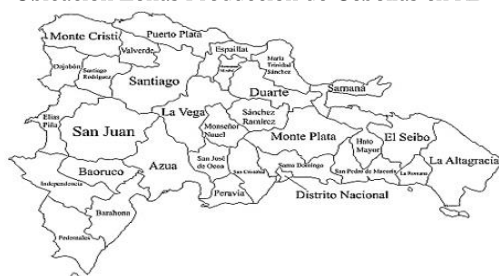 Monte Cristi
Puerto Plata
Valverde
Espaillat
María
Trinidad
Sánchez
Dajabón
Santiago
Rodríguez
Santiago
Duarte
Samaná
La Vega
Sánchez
Ramírez
Elías
Piña
San Juan
Monseñor
Nouel
Monte Plata
Hato
Mayor
El Seibo
La Altagracia
Azua
San José
de Ocoa
San Cristóbal
Santo Domingo
San Pedro de Macorís
La Romana
Baoruco
Independencia
Peravia
Distrito Nacional
Barahona
Pedernales